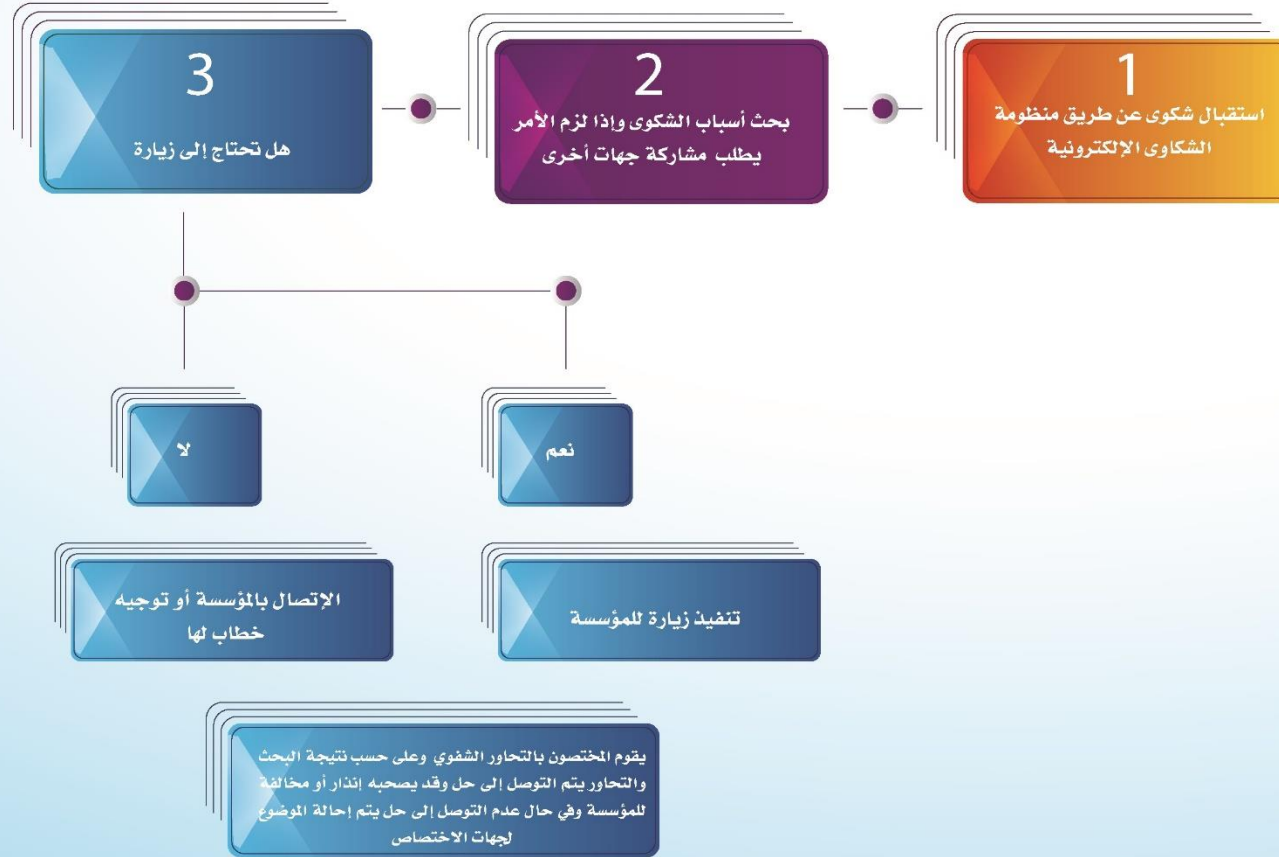 1
استقبال شكوى عن طريق منظومة
الشكاوى الإلكترونية
2
بحث أسباب الشكوى وإذا لزم الأمر
يطلب مشاركة جهات أخرى
3
هل تحتاج إلى زيارة
نعم
لا
تنفيذ زيارة للمؤسسة
الإتصال بالمؤسسة أو توجيه
خطاب لها
يقوم المختصون بالتحاور الشفوي وعلى حسب نتيجة البحث
والتحاور يتم التوصل إلى حل وقد يصحبه إنذار أو مخالفة
للمؤسسة وفي حال عدم التوصل إلى حل يتم إحالة الموضوع
لجهات الاختصاص